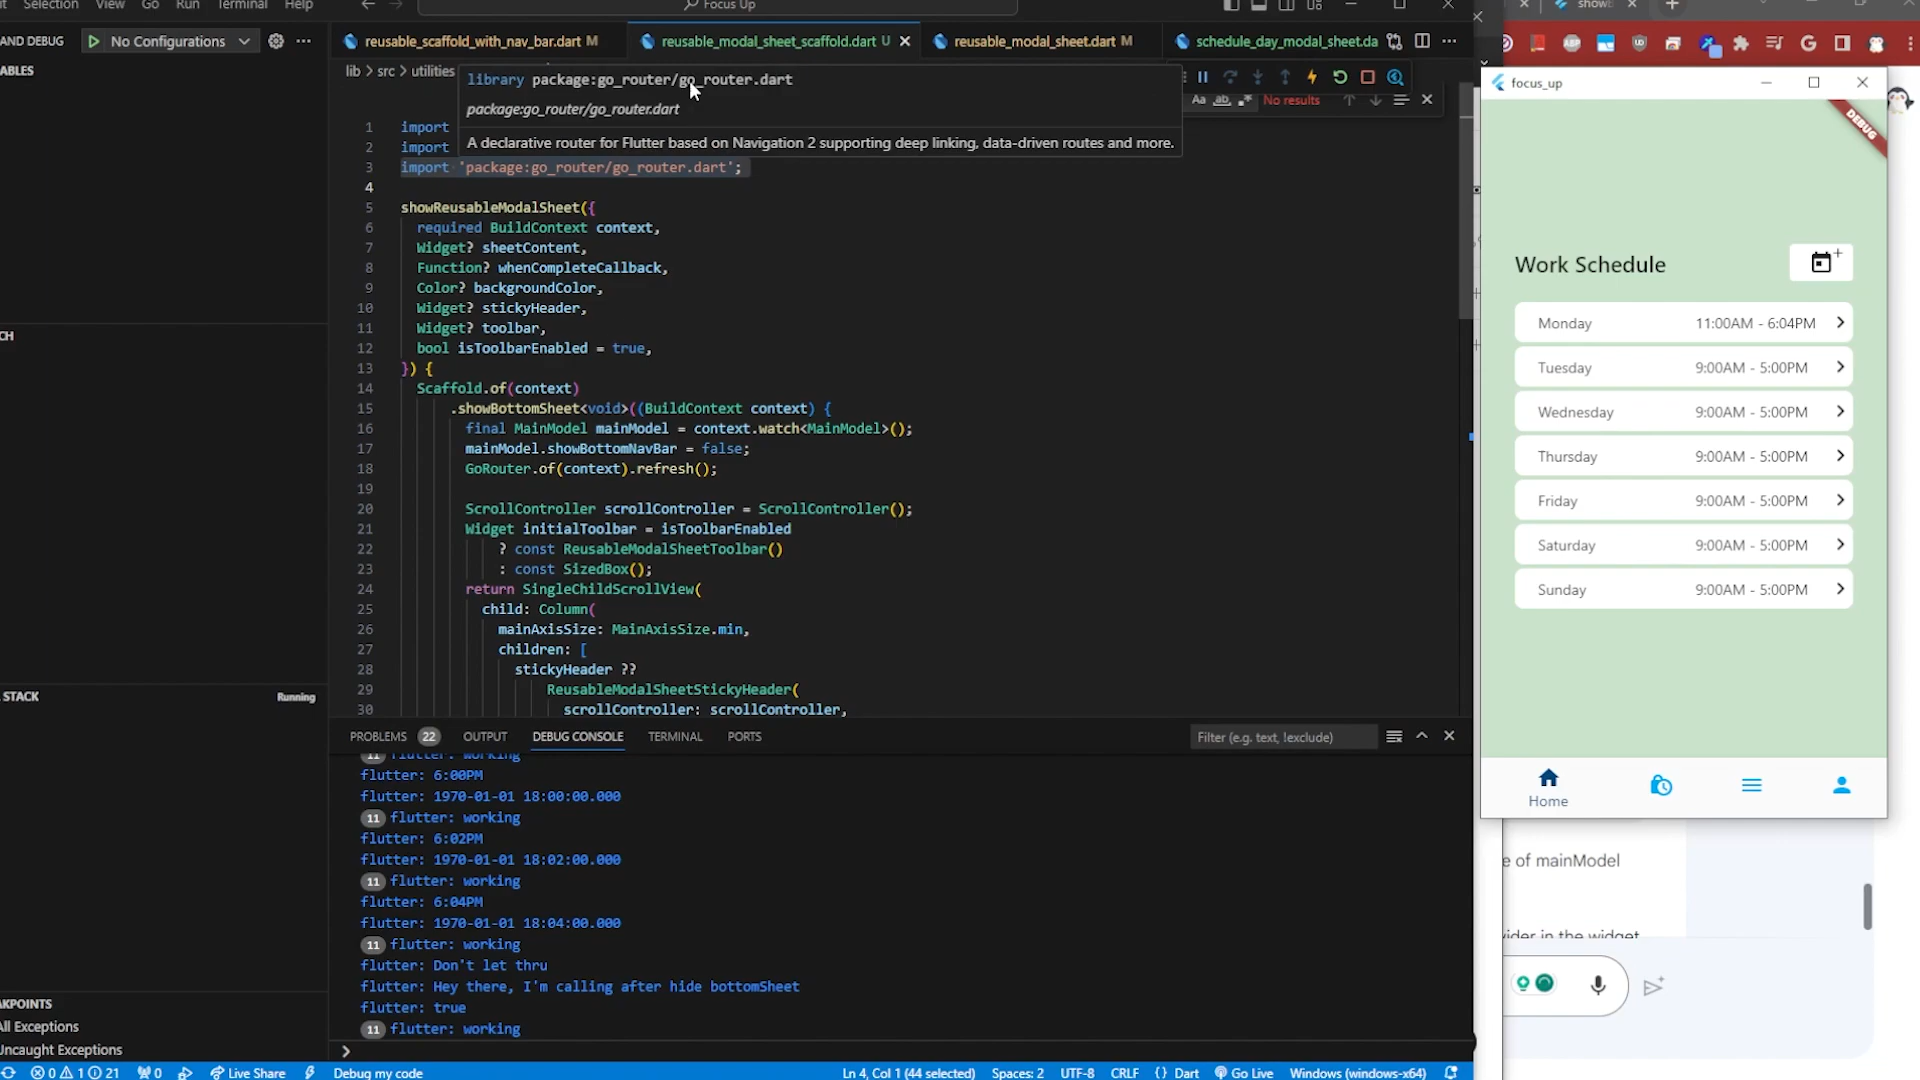 Selection View Go Run Terminal Help
Focus Up
AND DEBUG No Configurations
reusable_scaffold_with_nav_bar.dart M
reusable_modal_sheet_scaffold.dart U
reusable_modal_sheet.dart M
schedule_day_modal_sheet.da
ABLES
lib > src > utilities
library package:go_router/go_router.dart
package:go_router/go_router.dart
A declarative router for Flutter based on Navigation 2 supporting deep linking, data-driven routes and more.
Aa ab No results
1 import
2 import
3 import 'package:go_router/go_router.dart';
4
5 showReusableModalSheet({
6 required BuildContext context,
7 Widget? sheetContent,
8 Function? whenCompleteCallback,
9 Color? backgroundColor,
10 Widget? stickyHeader,
11 Widget? toolbar,
12 bool isToolbarEnabled = true,
13 }) {
14 Scaffold.of(context)
15 .showBottomSheet<void>((BuildContext context) {
16 final MainModel mainModel = context.watch<MainModel>();
17 mainModel.showBottomNavBar = false;
18 GoRouter.of(context).refresh();
19
20 ScrollController scrollController = ScrollController();
21 Widget initialToolbar = isToolbarEnabled
22 ? const ReusableModalSheetToolbar()
23 : const SizedBox();
24 return SingleChildScrollView(
25 child: Column(
26 mainAxisSize: MainAxisSize.min,
27 children: [
28 stickyHeader ??
29 ReusableModalSheetStickyHeader(
30 scrollController: scrollController,
CH
STACK Running
PROBLEMS 22 OUTPUT DEBUG CONSOLE TERMINAL PORTS
Filter (e.g. text, !exclude)
11 flutter: working
flutter: 6:00PM
flutter: 1970-01-01 18:00:00.000
11 flutter: working
flutter: 6:02PM
flutter: 1970-01-01 18:02:00.000
11 flutter: working
flutter: 6:04PM
flutter: 1970-01-01 18:04:00.000
11 flutter: working
flutter: Don't let thru
flutter: Hey there, I'm calling after hide bottomSheet
flutter: true
11 flutter: working
AKPOINTS
All Exceptions
Uncaught Exceptions
0 1 21 0 Live Share Debug my code
Ln 4, Col 1 (44 selected) Spaces: 2 UTF-8 CRLF {} Dart Go Live Windows (windows-x64)
focus_up
DEBUG
Work Schedule
Monday 11:00AM - 6:04PM
Tuesday 9:00AM - 5:00PM
Wednesday 9:00AM - 5:00PM
Thursday 9:00AM - 5:00PM
Friday 9:00AM - 5:00PM
Saturday 9:00AM - 5:00PM
Sunday 9:00AM - 5:00PM
Home
e of mainModel
vider in the widget